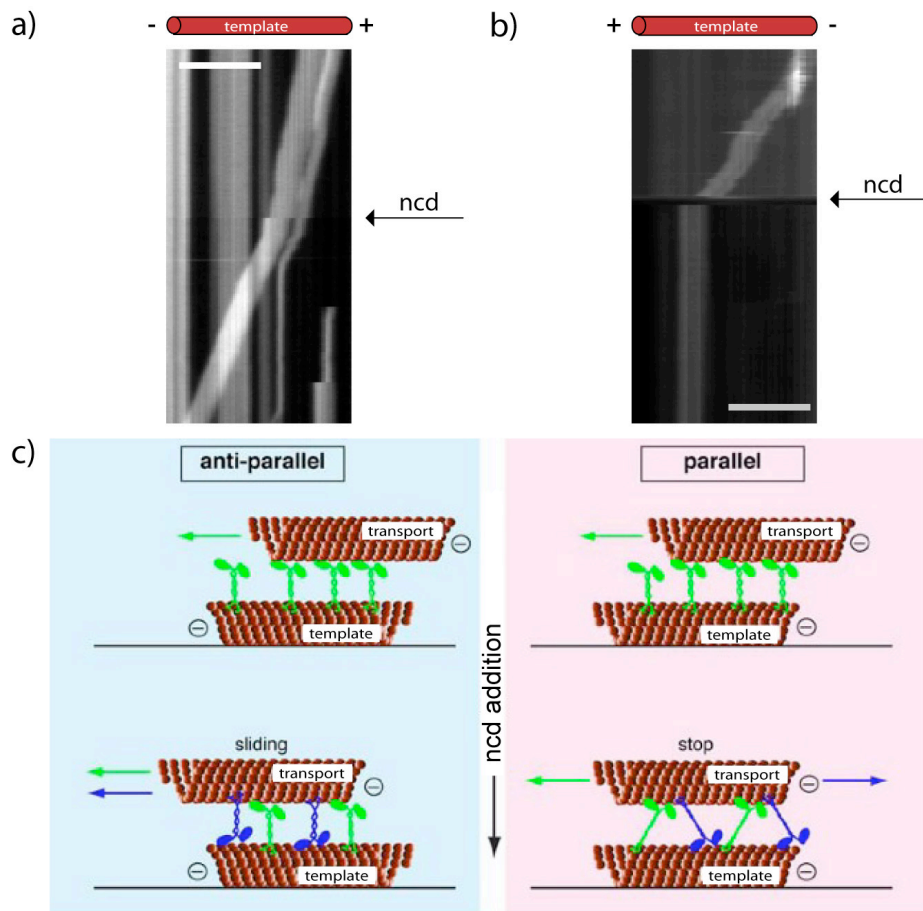 a)
- template +
ncd
b)
+ template -
ncd
c)
anti-parallel
transport
−
−
template
parallel
transport
−
template
−
ncd addition
sliding
transport
−
−
template
stop
transport
−
template
−